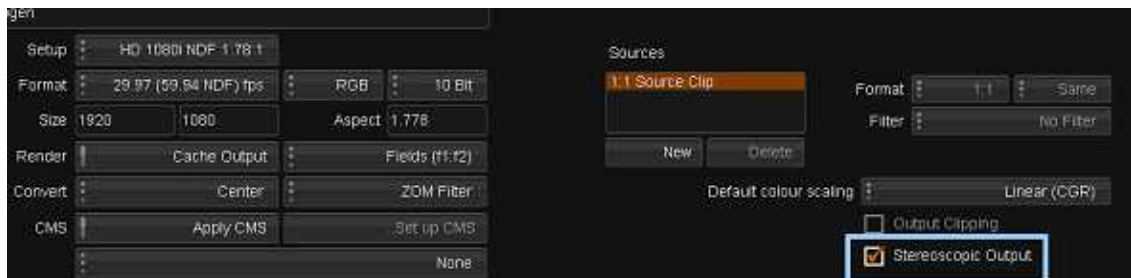 Setup HD 1080i NDF 1.78:1
Format 29.97 (59.94 NDF) fps RGB 10 Bit
Size 1920 1080 Aspect 1.778
Render Cache Output Fields (f1:f2)
Convert Center ZOM Filter
CMS Apply CMS Set up CMS
None
Sources
1:1 Source Clip
New Delete
Format 1:1 Same
Filter No Filter
Default colour scaling Linear (CGR)
Output Clipping
Stereoscopic Output